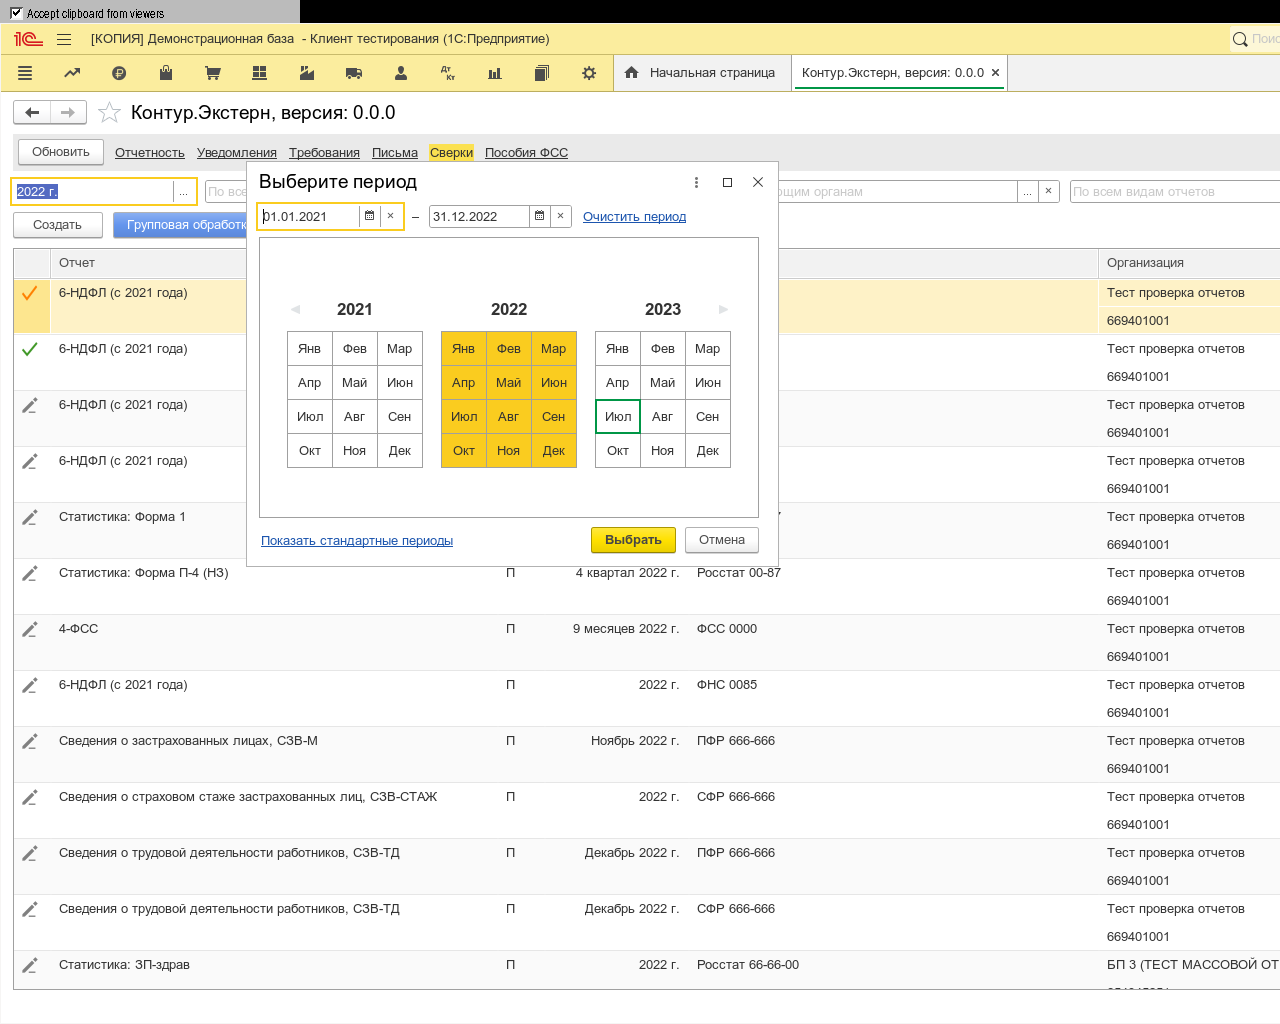 Accept clipboard from viewers
[КОПИЯ] Демонстрационная база - Клиент тестирования (1С:Предприятие)
Начальная страница
Контур.Экстерн, версия: 0.0.0
Контур.Экстерн, версия: 0.0.0
Обновить Отчетность Уведомления Требования Письма Сверки Пособия ФСС
2022 г. ... По все
ющим органам ... По всем видам отчетов
Создать Групповая обработк
Выберите период
01.01.2021 – 31.12.2022 Очистить период
2021 2022 2023
Янв Фев Мар Янв Фев Мар Янв Фев Мар
Апр Май Июн Апр Май Июн Апр Май Июн
Июл Авг Сен Июл Авг Сен Июл Авг Сен
Окт Ноя Дек Окт Ноя Дек Окт Ноя Дек
Показать стандартные периоды Выбрать Отмена
Отчет Организация
6-НДФЛ (с 2021 года) Тест проверка отчетов
669401001
6-НДФЛ (с 2021 года) Тест проверка отчетов
669401001
6-НДФЛ (с 2021 года) Тест проверка отчетов
669401001
6-НДФЛ (с 2021 года) Тест проверка отчетов
669401001
Статистика: Форма 1 Тест проверка отчетов
669401001
Статистика: Форма П-4 (НЗ) П 4 квартал 2022 г. Росстат 00-87 Тест проверка отчетов
669401001
4-ФСС П 9 месяцев 2022 г. ФСС 0000 Тест проверка отчетов
669401001
6-НДФЛ (с 2021 года) П 2022 г. ФНС 0085 Тест проверка отчетов
669401001
Сведения о застрахованных лицах, СЗВ-М П Ноябрь 2022 г. ПФР 666-666 Тест проверка отчетов
669401001
Сведения о страховом стаже застрахованных лиц, СЗВ-СТАЖ П 2022 г. СФР 666-666 Тест проверка отчетов
669401001
Сведения о трудовой деятельности работников, СЗВ-ТД П Декабрь 2022 г. ПФР 666-666 Тест проверка отчетов
669401001
Сведения о трудовой деятельности работников, СЗВ-ТД П Декабрь 2022 г. СФР 666-666 Тест проверка отчетов
669401001
Статистика: ЗП-здрав П 2022 г. Росстат 66-66-00 БП 3 (ТЕСТ МАССОВОЙ ОТ